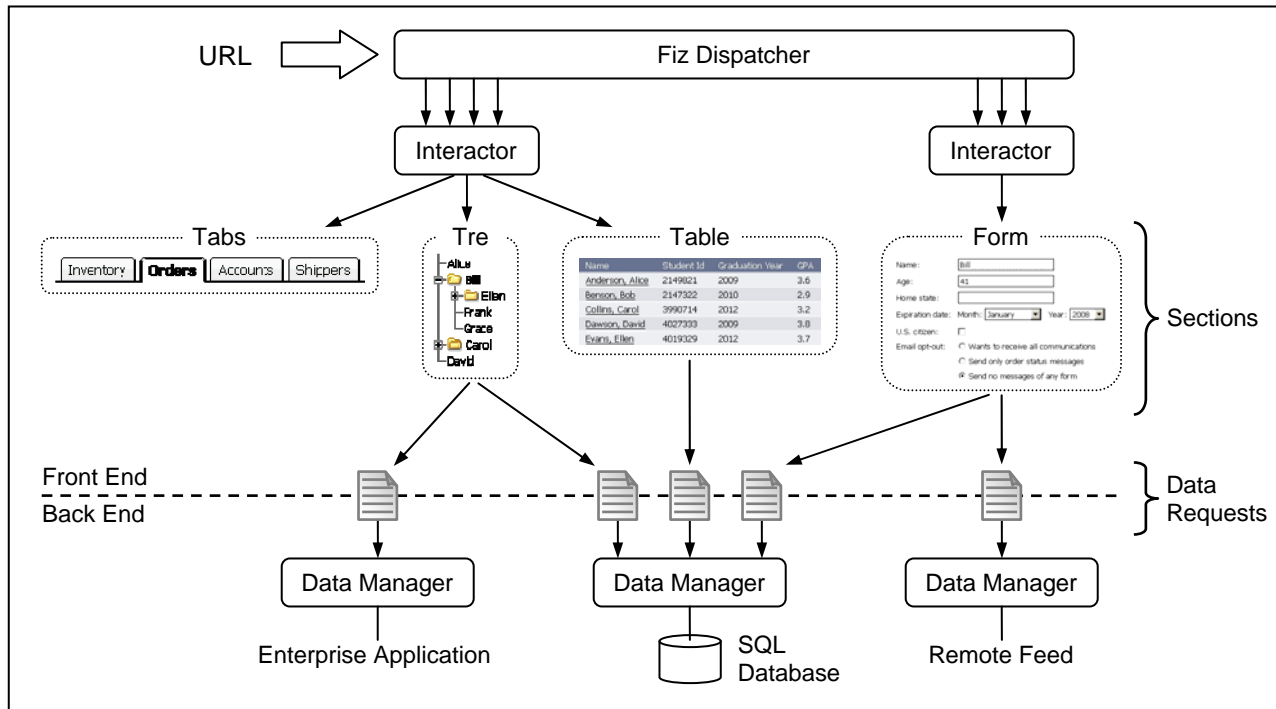 URL
Fiz Dispatcher
Interactor
Interactor
Tabs
Inventory Orders Accounts Shippers
Tre
Alice
Bill
Ellen
Frank
Grace
Carol
David
Table
Name Student Id Graduation Year GPA
Anderson, Alice 2149821 2009 3.6
Benson, Bob 2147322 2010 2.9
Collins, Carol 3990714 2012 3.2
Dawson, David 4027333 2009 3.8
Evans, Ellen 4019329 2012 3.7
Form
Name: Bill
Age: 41
Home state:
Expiration date: Month: January Year: 2008
U.S. citizen:
Email opt-out: Wants to receive all communications
Send only order status messages
Send no messages of any form
Sections
Front End
Back End
Data
Requests
Data Manager
Data Manager
Data Manager
Enterprise Application
SQL
Database
Remote Feed